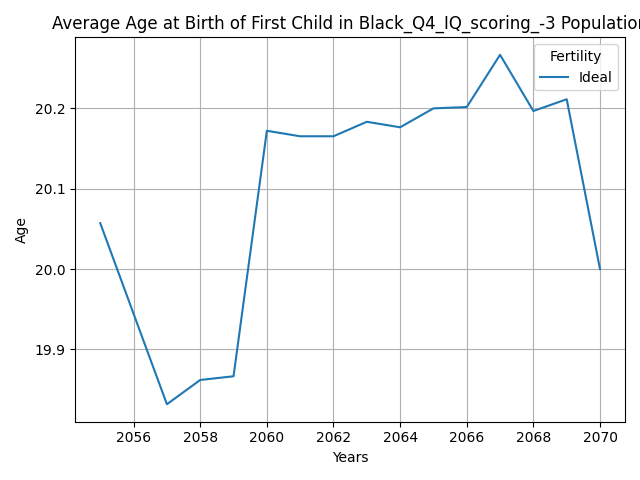 Average Age at Birth of First Child in Black_Q4_IQ_scoring_-3 Population
Fertility
Ideal
20.2
20.1
20.0
19.9
Age
2056 2058 2060 2062 2064 2066 2068 2070
Years